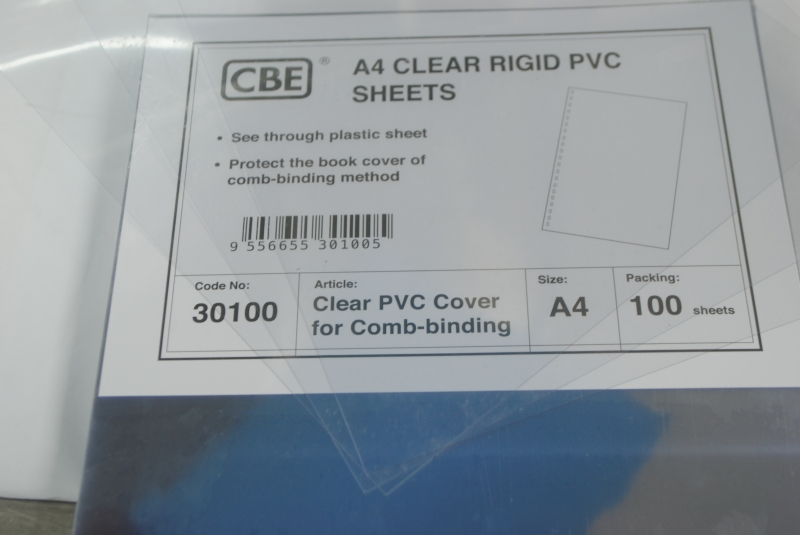 CBE ®
A4 CLEAR RIGID PVC
SHEETS
• See through plastic sheet
• Protect the book cover of
comb-binding method
9 556655 301005
Code No:
30100
Article:
Clear PVC Cover
for Comb-binding
Size:
A4
Packing:
100 sheets